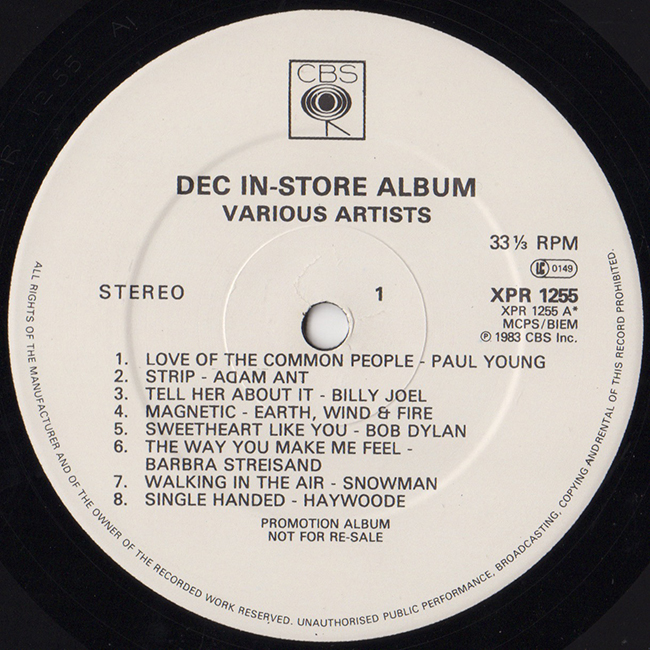 CBS
DEC IN-STORE ALBUM
VARIOUS ARTISTS
33 1/3 RPM
LC 0149
STEREO
1
XPR 1255
XPR 1255 A*
MCPS/BIEM
℗ 1983 CBS Inc.
1. LOVE OF THE COMMON PEOPLE - PAUL YOUNG
2. STRIP - ADAM ANT
3. TELL HER ABOUT IT - BILLY JOEL
4. MAGNETIC - EARTH, WIND & FIRE
5. SWEETHEART LIKE YOU - BOB DYLAN
6. THE WAY YOU MAKE ME FEEL -
BARBRA STREISAND
7. WALKING IN THE AIR - SNOWMAN
8. SINGLE HANDED - HAYWOODE
PROMOTION ALBUM
NOT FOR RE-SALE
ALL RIGHTS OF THE MANUFACTURER AND OF THE OWNER OF THE RECORDED WORK RESERVED. UNAUTHORISED PUBLIC PERFORMANCE, BROADCASTING, COPYING AND RENTAL OF THIS RECORD PROHIBITED.